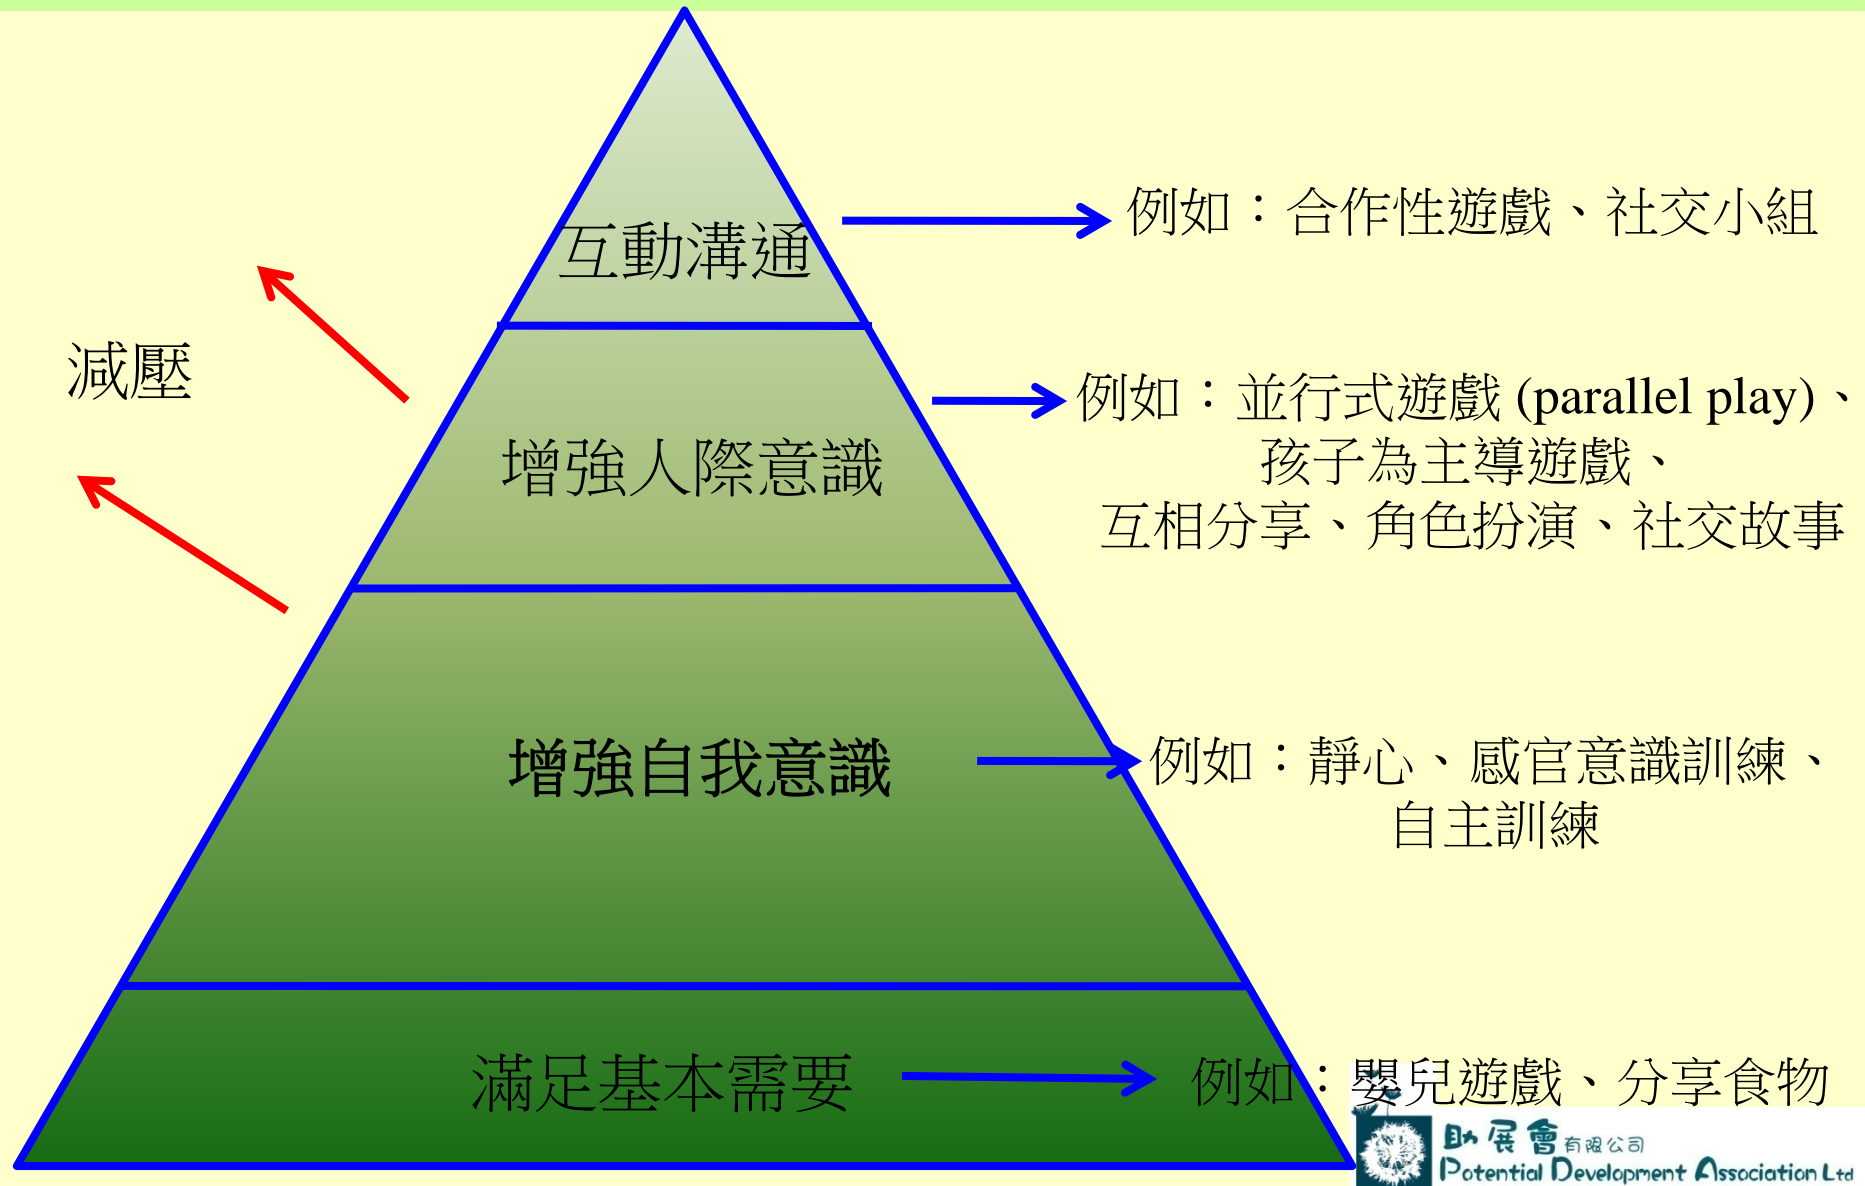 互動溝通
例如：合作性遊戲、社交小組
減壓
增強人際意識
例如：並行式遊戲 (parallel play)、
孩子為主導遊戲、
互相分享、角色扮演、社交故事
增強自我意識
例如：靜心、感官意識訓練、
自主訓練
滿足基本需要
例如：嬰兒遊戲、分享食物
助展會有限公司
Potential Development Association Ltd